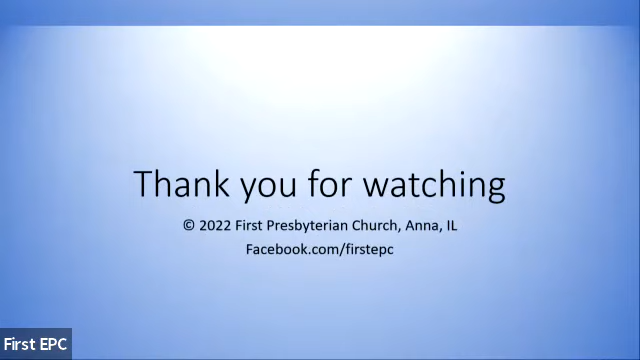 Thank you for watching
© 2022 First Presbyterian Church, Anna, IL
Facebook.com/firstepc
First EPC